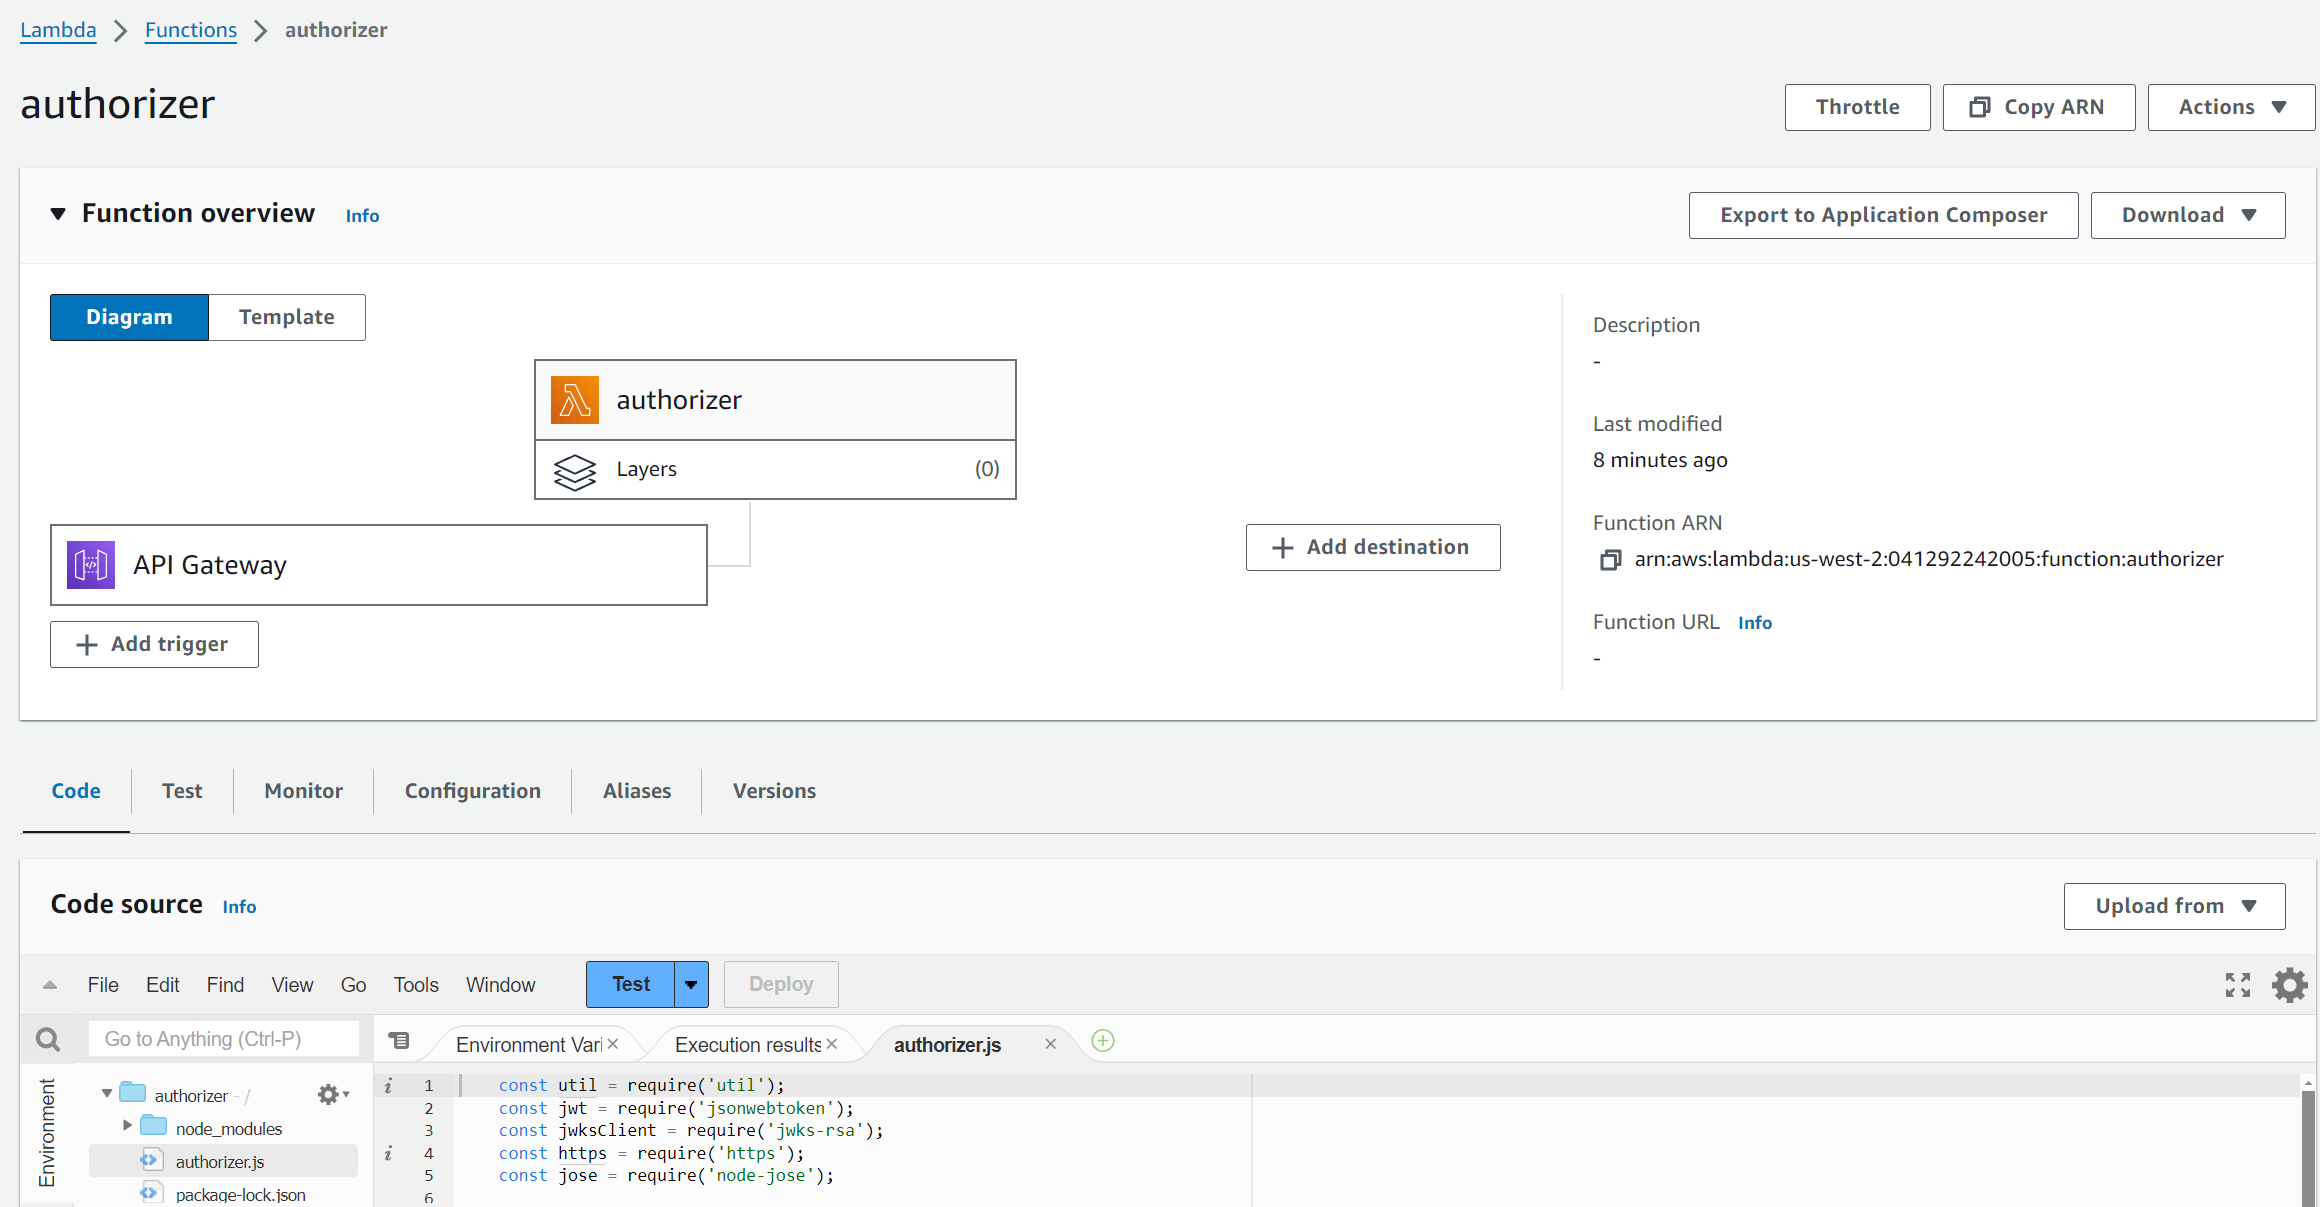 Lambda > Functions > authorizer
authorizer
Throttle Copy ARN Actions
Function overview Info
Export to Application Composer Download
Diagram Template
authorizer
Layers (0)
API Gateway
Add trigger
Add destination
Description
-
Last modified
8 minutes ago
Function ARN
arn:aws:lambda:us-west-2:041292242005:function:authorizer
Function URL Info
-
Code Test Monitor Configuration Aliases Versions
Code source Info
Upload from
File Edit Find View Go Tools Window Test Deploy
Go to Anything (Ctrl-P)
Environment Vari Execution results authorizer.js
Environment
authorizer - /
node_modules
authorizer.js
package-lock.json
1 const util = require('util');
2 const jwt = require('jsonwebtoken');
3 const jwksClient = require('jwks-rsa');
4 const https = require('https');
5 const jose = require('node-jose');
6